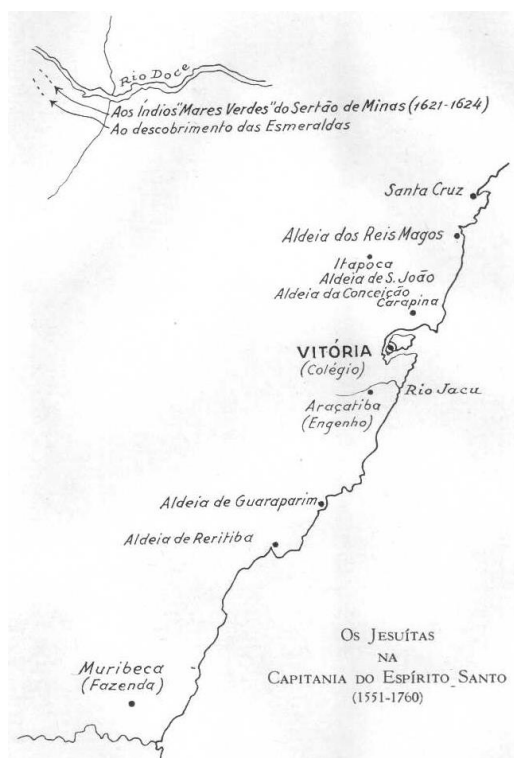 Rio Doce
Aos Índios "Mares Verdes" do Sertão de Minas (1621-1624)
Ao descobrimento das Esmeraldas
Santa Cruz
Aldeia dos Reis Magos
Itapoca
Aldeia de S. João
Aldeia da Conceição
Carapina
VITÓRIA
(Colégio)
Rio Jacu
Araçatiba
(Engenho)
Aldeia de Guaraparim
Aldeia de Reritiba
Os Jesuítas
na
Capitania do Espírito Santo
(1551-1760)
Muribeca
(Fazenda)